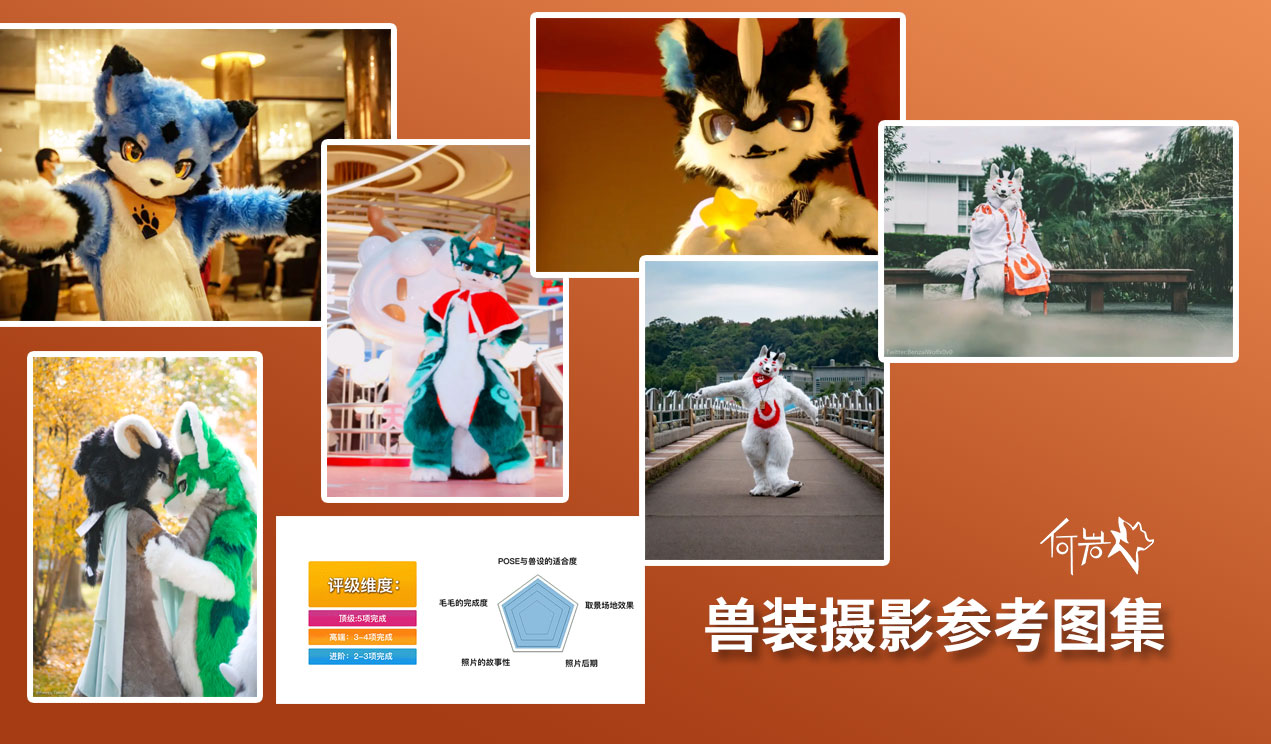 评级维度：
顶级:5项完成
高端：3-4项完成
进阶：2~3项完成
POSE与兽设的适合度
毛毛的完成度
取景场地效果
照片的故事性
照片后期
何岩
兽装摄影参考图集